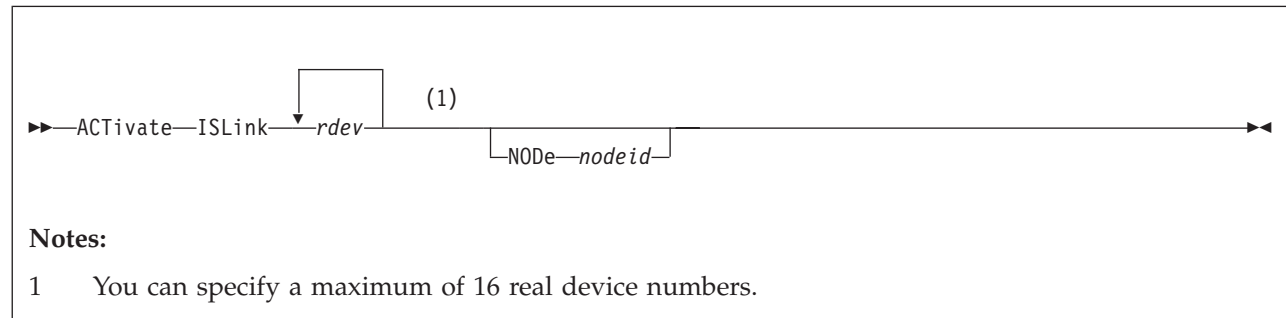 (1)
ACTivate ISLink rdev
NODe nodeid
Notes:
1 You can specify a maximum of 16 real device numbers.